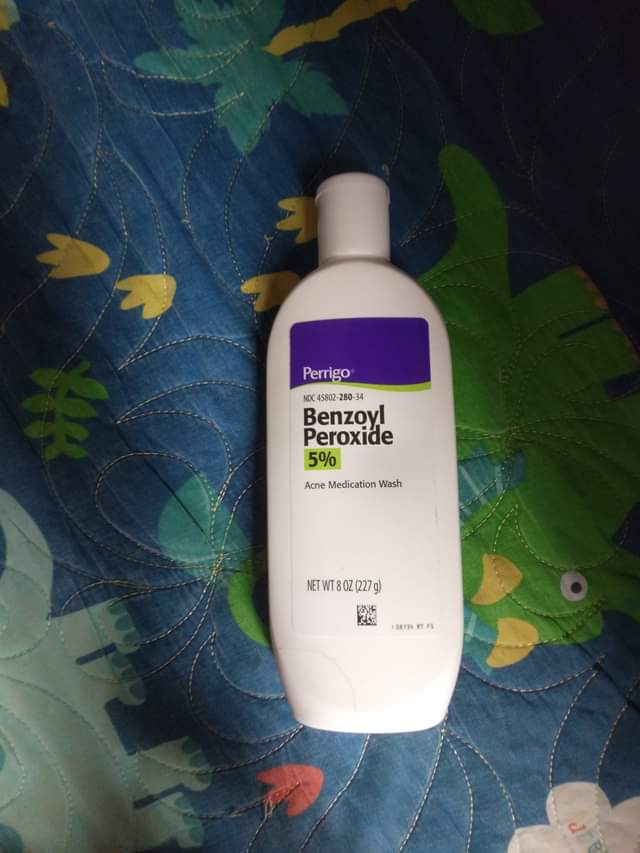 Perrigo®
NDC 45802-280-34
Benzoyl
Peroxide
5%
Acne Medication Wash
NET WT 8 OZ (227 g)